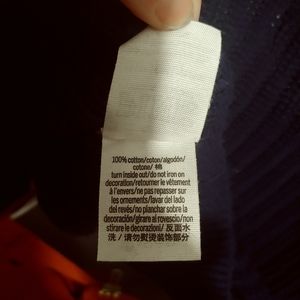 100% cotton/coton/algodón/
cotone/ 棉
turn inside out/do not iron on
decoration/retourner le vêtement
à l'envers/ne pas repasser sur
les ornements/lavar del lado
del revés/no planchar sobre la
decoración/girare al rovescio/non
stirare le decorazioni/ 反面水
洗 / 请勿熨烫装饰部分